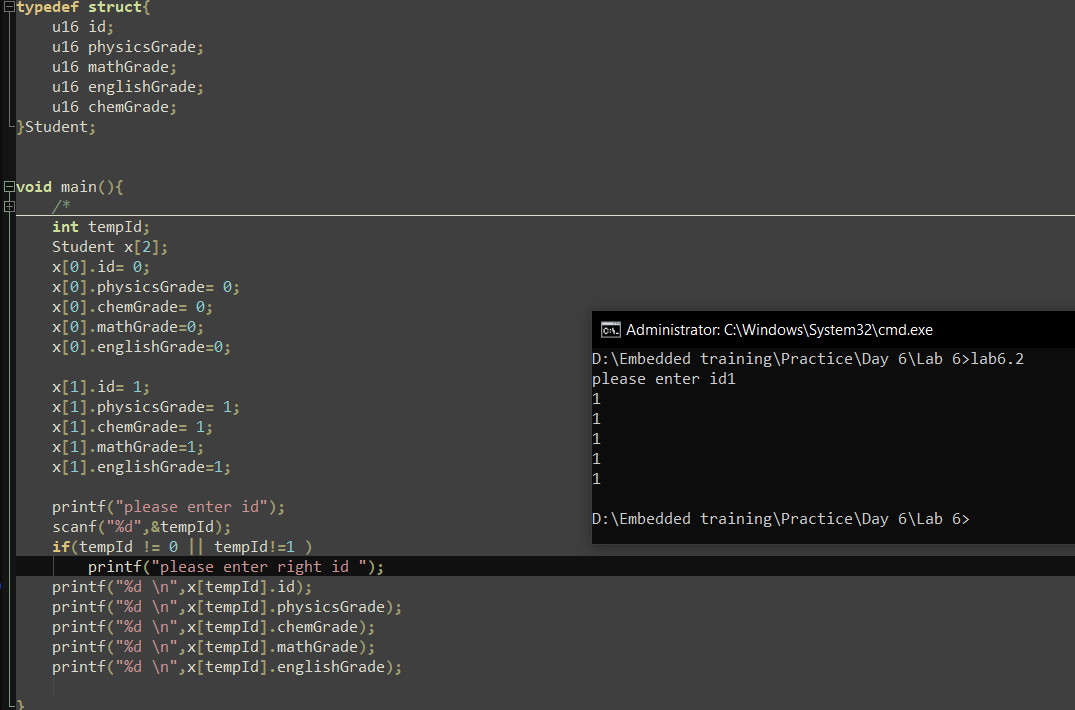 typedef struct{
u16 id;
u16 physicsGrade;
u16 mathGrade;
u16 englishGrade;
u16 chemGrade;
}Student;
void main(){
/*
int tempId;
Student x[2];
x[0].id= 0;
x[0].physicsGrade= 0;
x[0].chemGrade= 0;
x[0].mathGrade=0;
x[0].englishGrade=0;
x[1].id= 1;
x[1].physicsGrade= 1;
x[1].chemGrade= 1;
x[1].mathGrade=1;
x[1].englishGrade=1;
printf("please enter id");
scanf("%d",&tempId);
if(tempId != 0 || tempId!=1 )
printf("please enter right id ");
printf("%d \n",x[tempId].id);
printf("%d \n",x[tempId].physicsGrade);
printf("%d \n",x[tempId].chemGrade);
printf("%d \n",x[tempId].mathGrade);
printf("%d \n",x[tempId].englishGrade);
}
Administrator: C:\Windows\System32\cmd.exe
D:\Embedded training\Practice\Day 6\Lab 6>lab6.2
please enter id1
1
1
1
1
1
D:\Embedded training\Practice\Day 6\Lab 6>